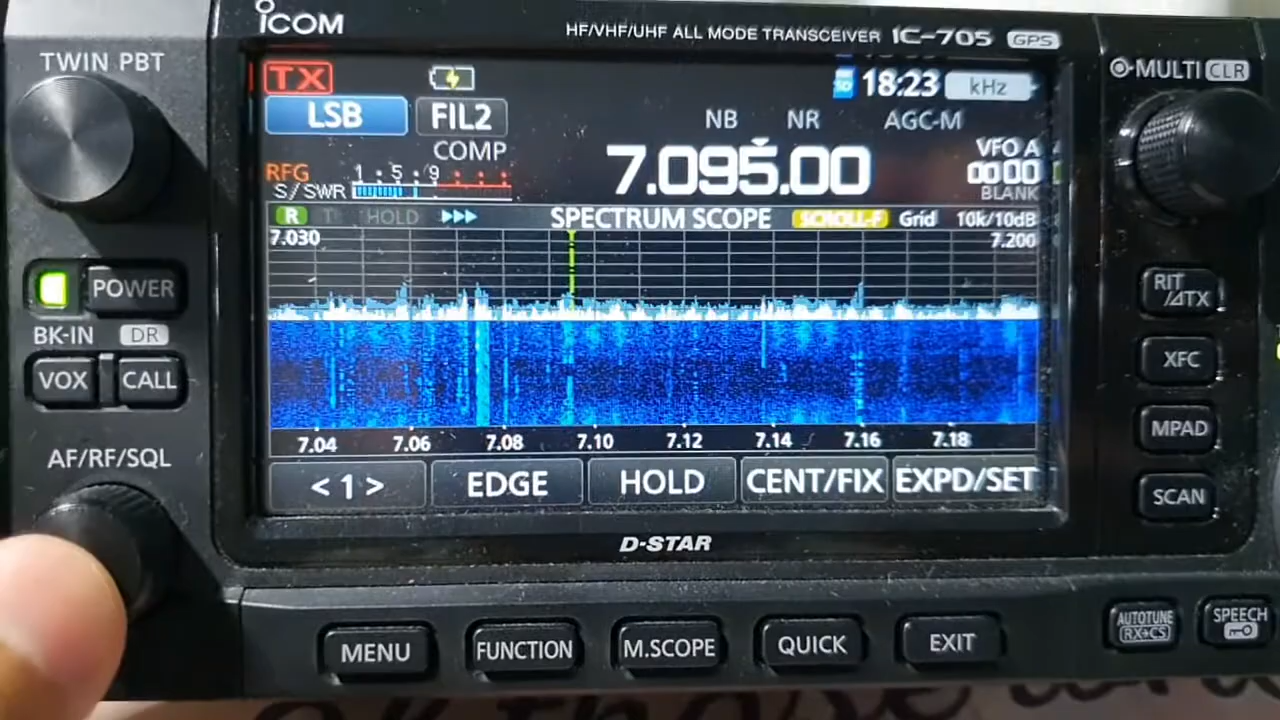 ICOM
HF/VHF/UHF ALL MODE TRANSCEIVER IC-705 GPS
TWIN PBT
MULTI CLR
TX
18:23 kHz
LSB FIL2
NB NR AGC-M
COMP
7.095.00
VFO A
00 00
BLANK
RFG
1 5 9
S/SWR
R T HOLD SPECTRUM SCOPE SCROLL-F Grid 10k/10dB
7.030 7.200
POWER
RIT
/ΔTX
BK-IN DR
VOX CALL
XFC
MPAD
7.04 7.06 7.08 7.10 7.12 7.14 7.16 7.18
AF/RF/SQL
<1> EDGE HOLD CENT/FIX EXPD/SET
SCAN
D-STAR
MENU FUNCTION M.SCOPE QUICK EXIT
AUTOTUNE
RX→CS
SPEECH